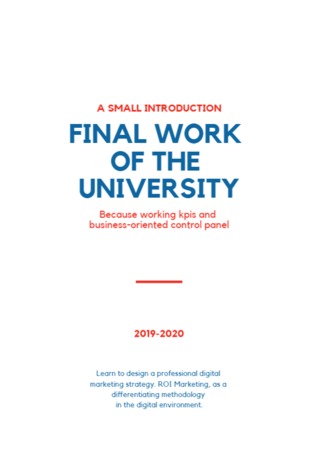 A SMALL INTRODUCTION
FINAL WORK
OF THE
UNIVERSITY
Because working kpis and
business-oriented control panel
2019-2020
Learn to design a professional digital
marketing strategy. ROI Marketing, as a
differentiating methodology
in the digital environment.